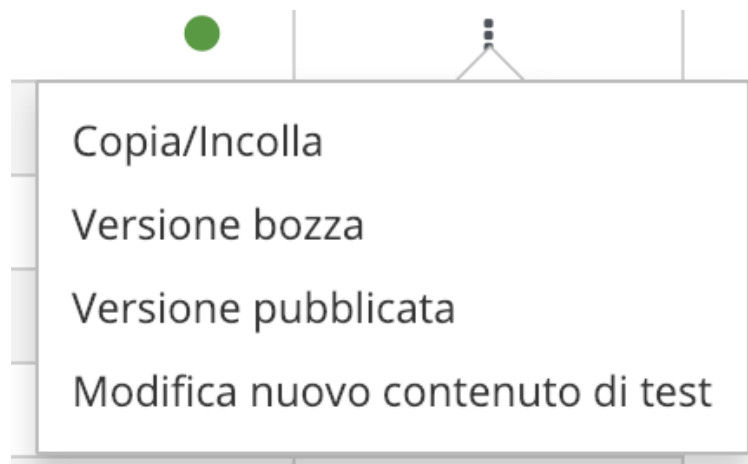 Copia/Incolla
Versione bozza
Versione pubblicata
Modifica nuovo contenuto di test